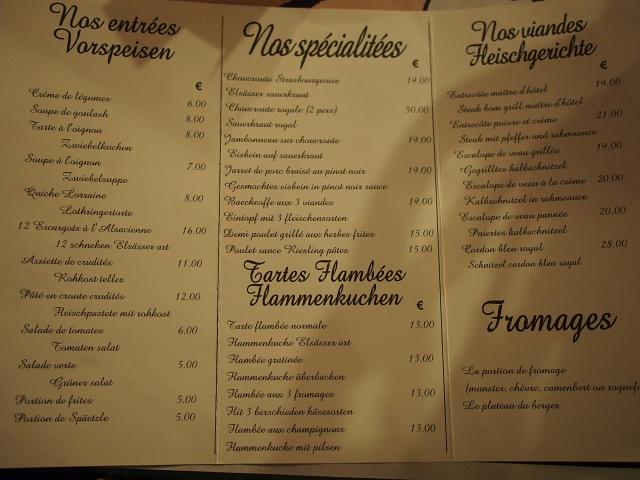 Nos entrées
Vorspeisen
€
Crème de légumes 6.00
Soupe de goulash 8.00
Tarte à l'oignon 8.00
Zwiebelkuchen
Soupe à l'oignon 7.00
Zwiebelsuppe
Quiche Lorraine 8.00
Lothringertorte
12 Escargots à l' Alsacienne 16.00
12 schneken Elsässer art
Assiette de crudités 11.00
Rohkost teller
Pâté en croute crudités 12.00
Fleischpastete mit rohkost
Salade de tomates 6.00
Tomaten salat
Salade verte 5.00
Grüner salat
Portion de frites 5.00
Portion de Späetzle 5.00
Nos spécialitées
€
Choucroute Strasbourgeoise 19.00
Elsässer sauerkraut
Choucroute royale (2 pers) 50.00
Sauerkraut royal
Jambonneau sur choucroute 19.00
Eisbein auf sauerkraut
Jarret de porc braisé au pinot noir 19.00
Gesmochtes eisbein in pinot noir sauce
Baeckeoffe aux 3 viandes 19.00
Eintopf mit 3 fleischensorten
Demi poulet grillé aux herbes frites 15.00
Poulet sauce Riesling pâtes 15.00
Tartes Flambées
Flammenkuchen
€
Tarte flambée normale 13.00
Flammenkuche Elsässer art
Flambée gratinée 13.00
Flammenkuche überbacken
Flambée aux 3 fromages 13.00
Flit 3 berschieden käsesorten
Flambée aux champignons 13.00
Flammenkuche mit pilsen
Nos viandes
Fleischgerichte
€
Entrecôte maître d'hôtel 19.00
Steak bom grill maître d'hôtel
Entrecôte poivre et crème 21.00
Steak mit pfeffer und rahmsauce
Escalope de veau grillée 19.00
Gegrilltes kalbschnitzel
Escalope de veau à la crème 20.00
Kalbschnitzel in rahmsauce
Escalope de veau pannée 20.00
Pniertes kalbschnitzel
Cordon bleu royal 28.00
Schnitzel cordon bleu royal
Fromages
La portion de fromage
(munster, chèvre, camenbert ou roquefo
Le plateau du berger